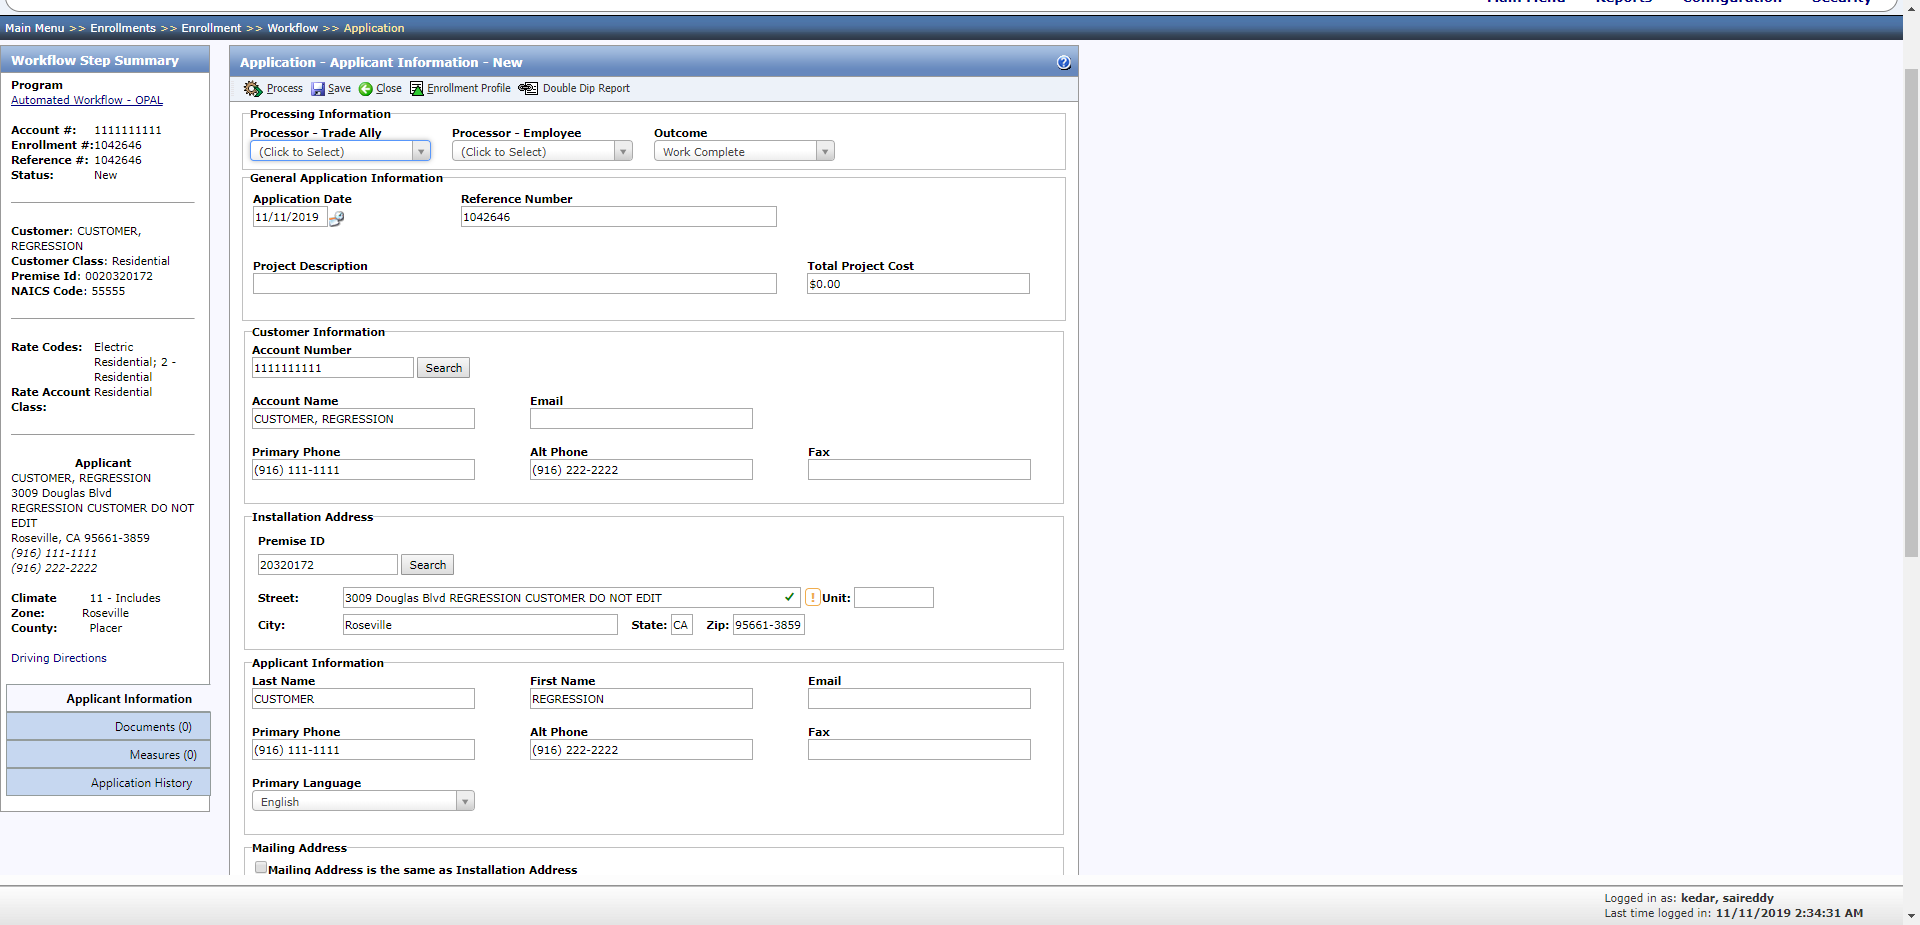 Main Menu Reports Configuration Security
Main Menu >> Enrollments >> Enrollment >> Workflow >> Application
Workflow Step Summary
Program
Automated Workflow - OPAL
Account #: 1111111111
Enrollment #:1042646
Reference #: 1042646
Status: New
Customer: CUSTOMER,
REGRESSION
Customer Class: Residential
Premise Id: 0020320172
NAICS Code: 55555
Rate Codes: Electric
Residential; 2 -
Residential
Rate Account Residential
Class:
Applicant
CUSTOMER, REGRESSION
3009 Douglas Blvd
REGRESSION CUSTOMER DO NOT
EDIT
Roseville, CA 95661-3859
(916) 111-1111
(916) 222-2222
Climate 11 - Includes
Zone: Roseville
County: Placer
Driving Directions
Applicant Information
Documents (0)
Measures (0)
Application History
Application - Applicant Information - New
?
Process Save Close Enrollment Profile Double Dip Report
Processing Information
Processor - Trade Ally Processor - Employee Outcome
(Click to Select) (Click to Select) Work Complete
General Application Information
Application Date Reference Number
11/11/2019 1042646
Project Description Total Project Cost
$0.00
Customer Information
Account Number
1111111111 Search
Account Name Email
CUSTOMER, REGRESSION
Primary Phone Alt Phone Fax
(916) 111-1111 (916) 222-2222
Installation Address
Premise ID
20320172 Search
Street: 3009 Douglas Blvd REGRESSION CUSTOMER DO NOT EDIT ! Unit:
City: Roseville State: CA Zip: 95661-3859
Applicant Information
Last Name First Name Email
CUSTOMER REGRESSION
Primary Phone Alt Phone Fax
(916) 111-1111 (916) 222-2222
Primary Language
English
Mailing Address
Mailing Address is the same as Installation Address
Logged in as: kedar, saireddy
Last time logged in: 11/11/2019 2:34:31 AM